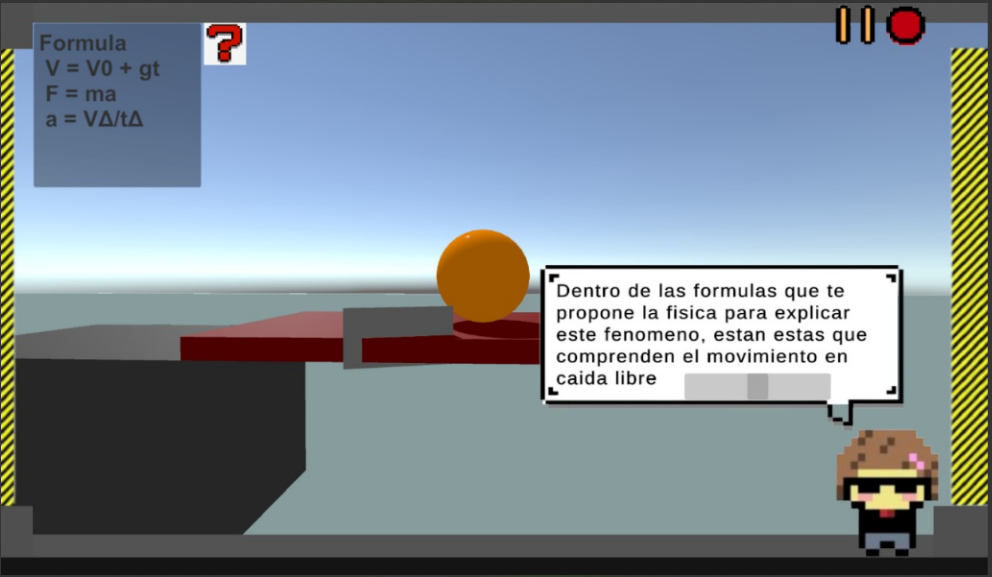 Formula
V = V0 + gt
F = ma
a = VΔ/tΔ
?
Dentro de las formulas que te
propone la fisica para explicar
este fenomeno, estan estas que
comprenden el movimiento en
caida libre